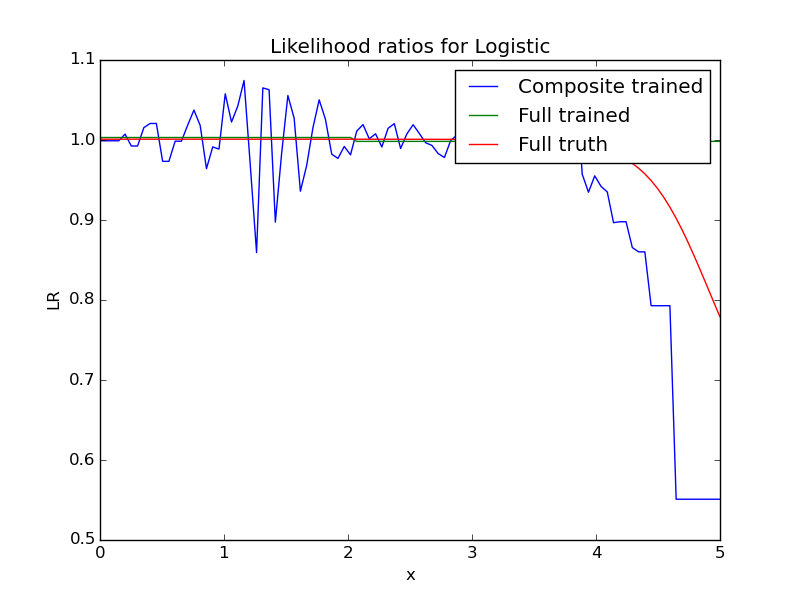 Likelihood ratios for Logistic
1.1
1.0
0.9
0.8
0.7
0.6
0.5
LR
Composite trained
Full trained
Full truth
0 1 2 3 4 5
x